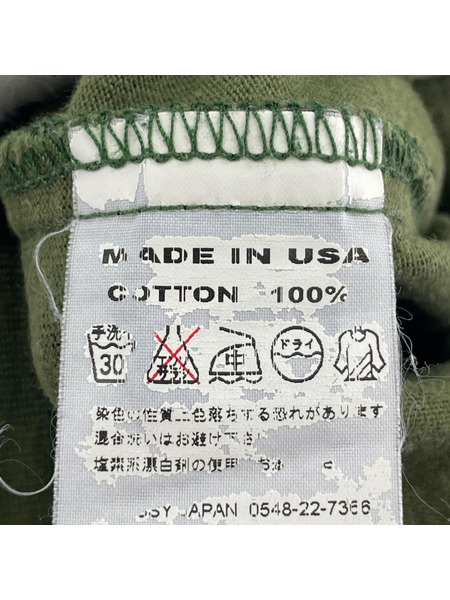 MADE IN USA
COTTON 100%
手洗 30 中 ドライ
染色の性質上色落ちする恐れがあります
混合洗いはお避け下さい
塩素系漂白剤の使用
JAPAN 0548-22-7366